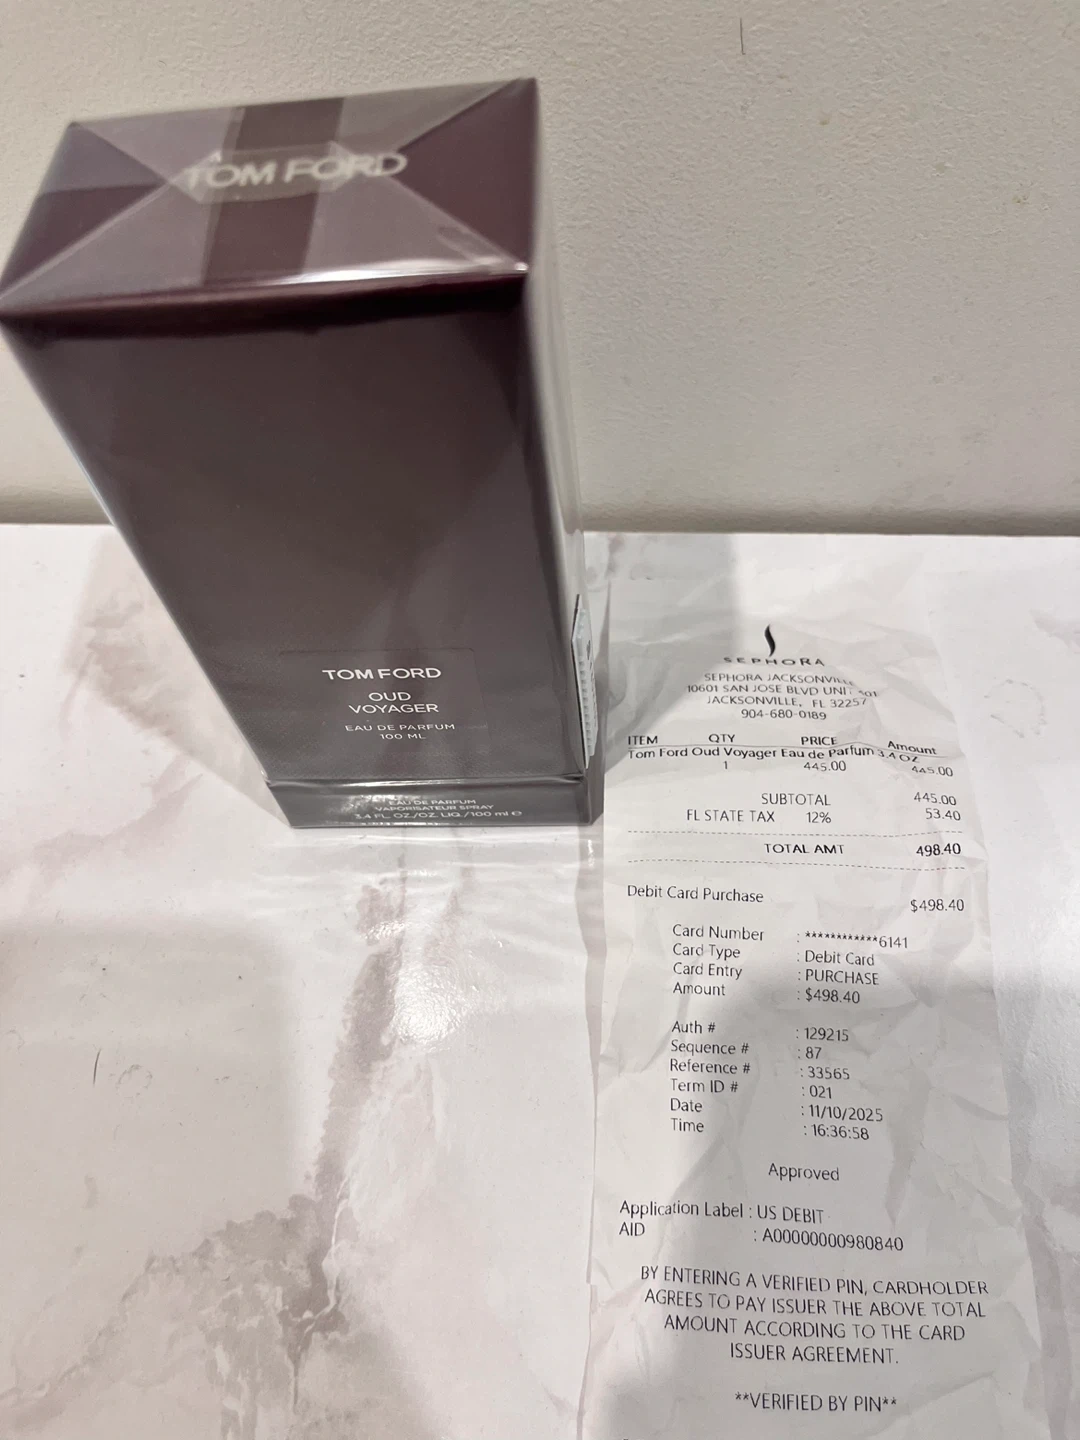 TOM FORD
TOM FORD
OUD
VOYAGER
EAU DE PARFUM
100 ML
EAU DE PARFUM
VAPORISATEUR SPRAY
3.4 FL. OZ./OZ. LIQ./100 ml ℮
SEPHORA
SEPHORA JACKSONVILLE
10601 SAN JOSE BLVD UNIT 401
JACKSONVILLE, FL 32257
904-680-0189
ITEM QTY PRICE Amount
Tom Ford Oud Voyager Eau de Parfum 3.4 OZ
1 445.00 445.00
SUBTOTAL 445.00
FL STATE TAX 12% 53.40
TOTAL AMT 498.40
Debit Card Purchase $498.40
Card Number : ************6141
Card Type : Debit Card
Card Entry : PURCHASE
Amount : $498.40
Auth # : 129215
Sequence # : 87
Reference # : 33565
Term ID # : 021
Date : 11/10/2025
Time : 16:36:58
Approved
Application Label : US DEBIT
AID : A00000000980840
BY ENTERING A VERIFIED PIN, CARDHOLDER
AGREES TO PAY ISSUER THE ABOVE TOTAL
AMOUNT ACCORDING TO THE CARD
ISSUER AGREEMENT.
**VERIFIED BY PIN**